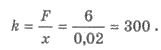 k = F/x = 6/0,02 = 300 .